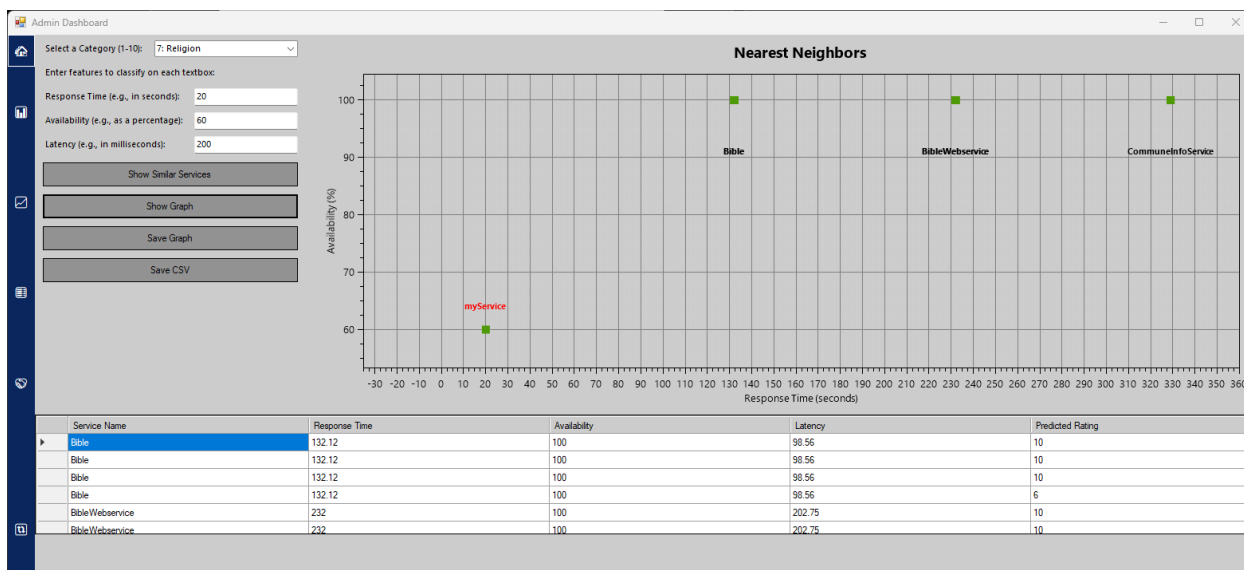 Admin Dashboard
Select a Category (1-10): 7: Religion
Enter features to classify on each textbox:
Response Time (e.g., in seconds): 20
Availability (e.g., as a percentage): 60
Latency (e.g., in milliseconds): 200
Show Similar Services
Show Graph
Save Graph
Save CSV
Nearest Neighbors
Availability (%)
100
90
80
70
60
Bible BibleWebservice CommuneInfoService
myService
-30 -20 -10 0 10 20 30 40 50 60 70 80 90 100 110 120 130 140 150 160 170 180 190 200 210 220 230 240 250 260 270 280 290 300 310 320 330 340 350 360
Response Time (seconds)
Service Name Response Time Availability Latency Predicted Rating
Bible 132.12 100 98.56 10
Bible 132.12 100 98.56 10
Bible 132.12 100 98.56 10
Bible 132.12 100 98.56 6
BibleWebservice 232 100 202.75 10
BibleWebservice 232 100 202.75 10